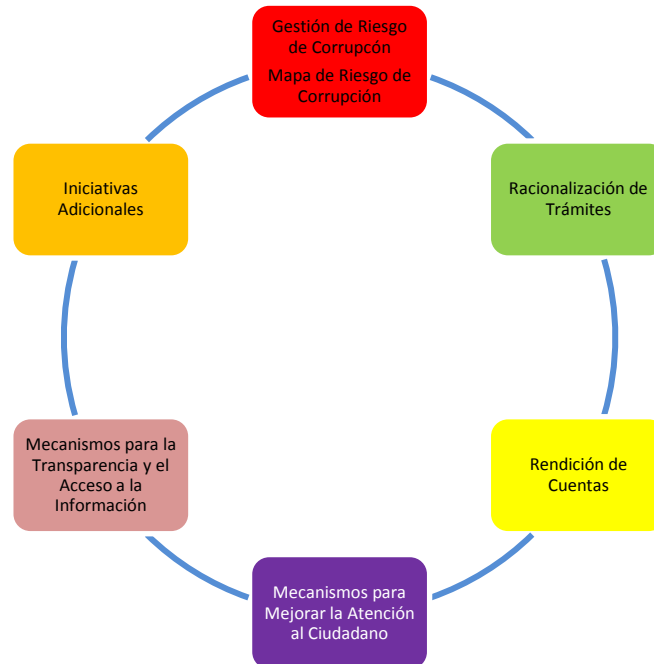 Gestión de Riesgo
de Corrupcón
Mapa de Riesgo de
Corrupción
Racionalización de
Trámites
Rendición de
Cuentas
Mecanismos para
Mejorar la Atención
al Ciudadano
Mecanismos para la
Transparencia y el
Acceso a la
Información
Iniciativas
Adicionales